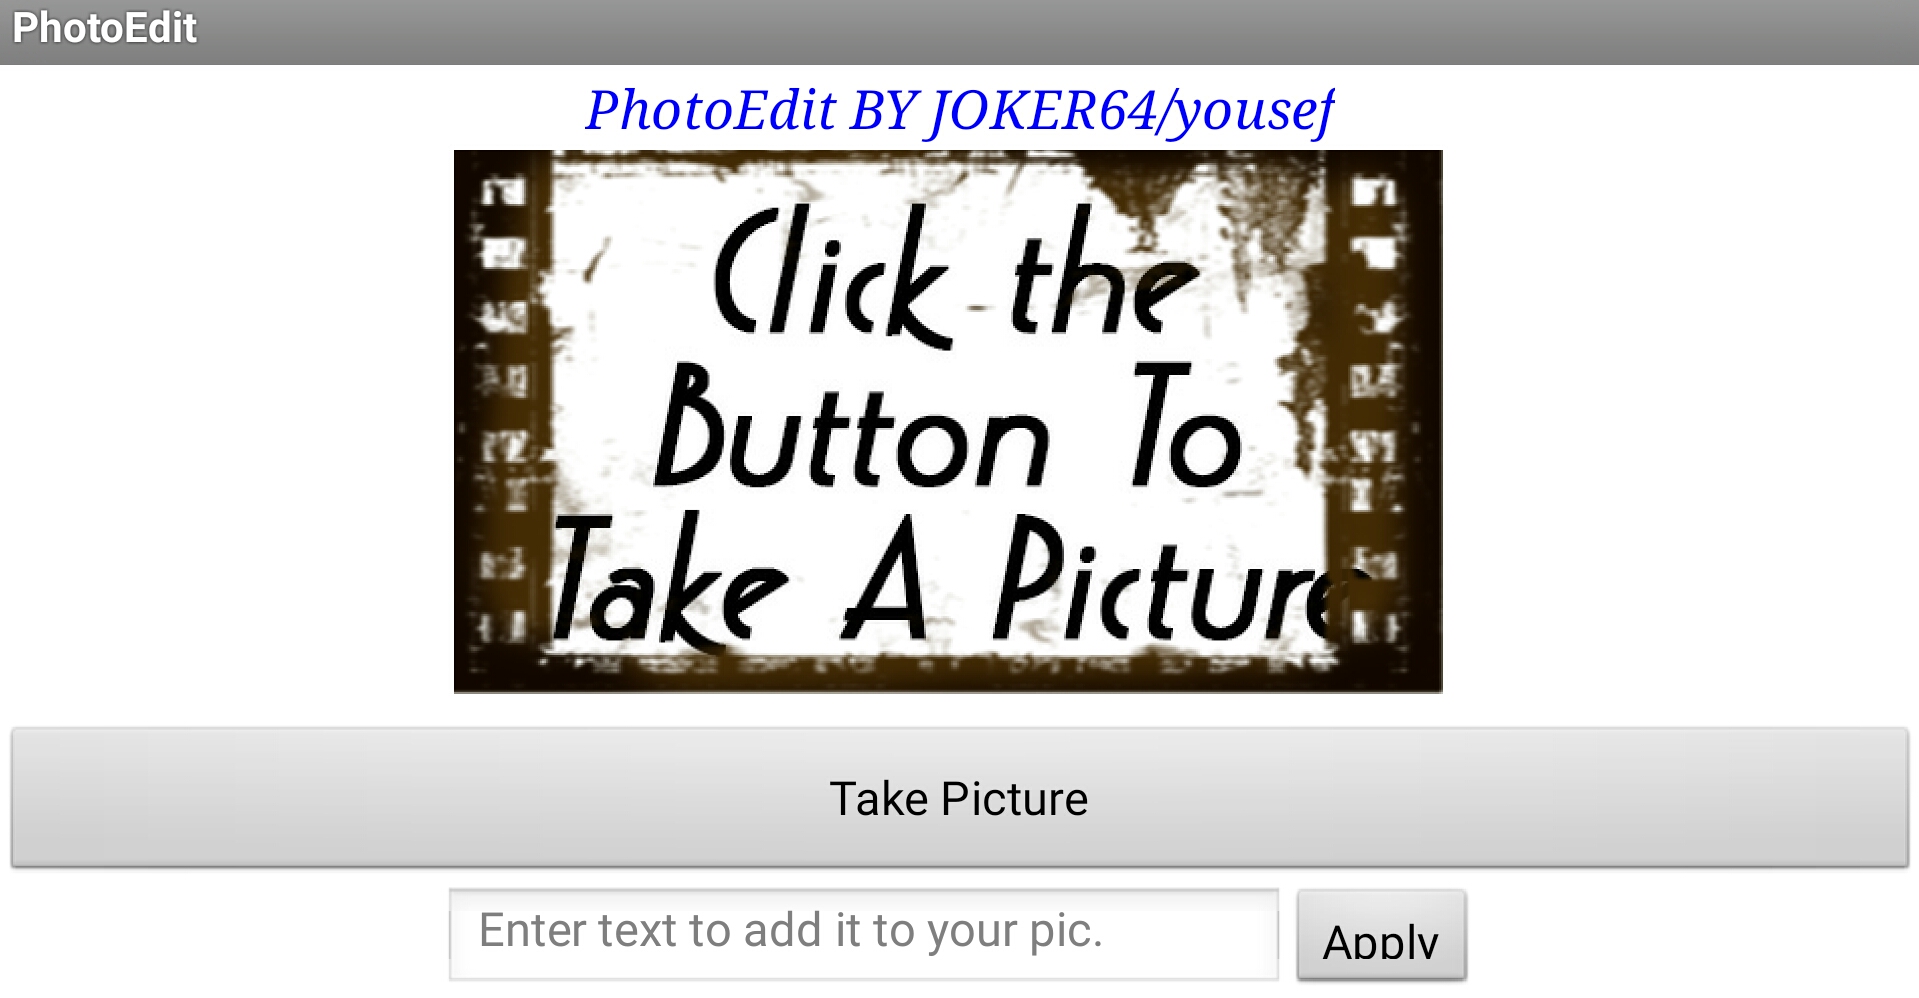 PhotoEdit
PhotoEdit BY JOKER64/yousef
Click the
Button To
Take A Picture
Take Picture
Enter text to add it to your pic.
Apply